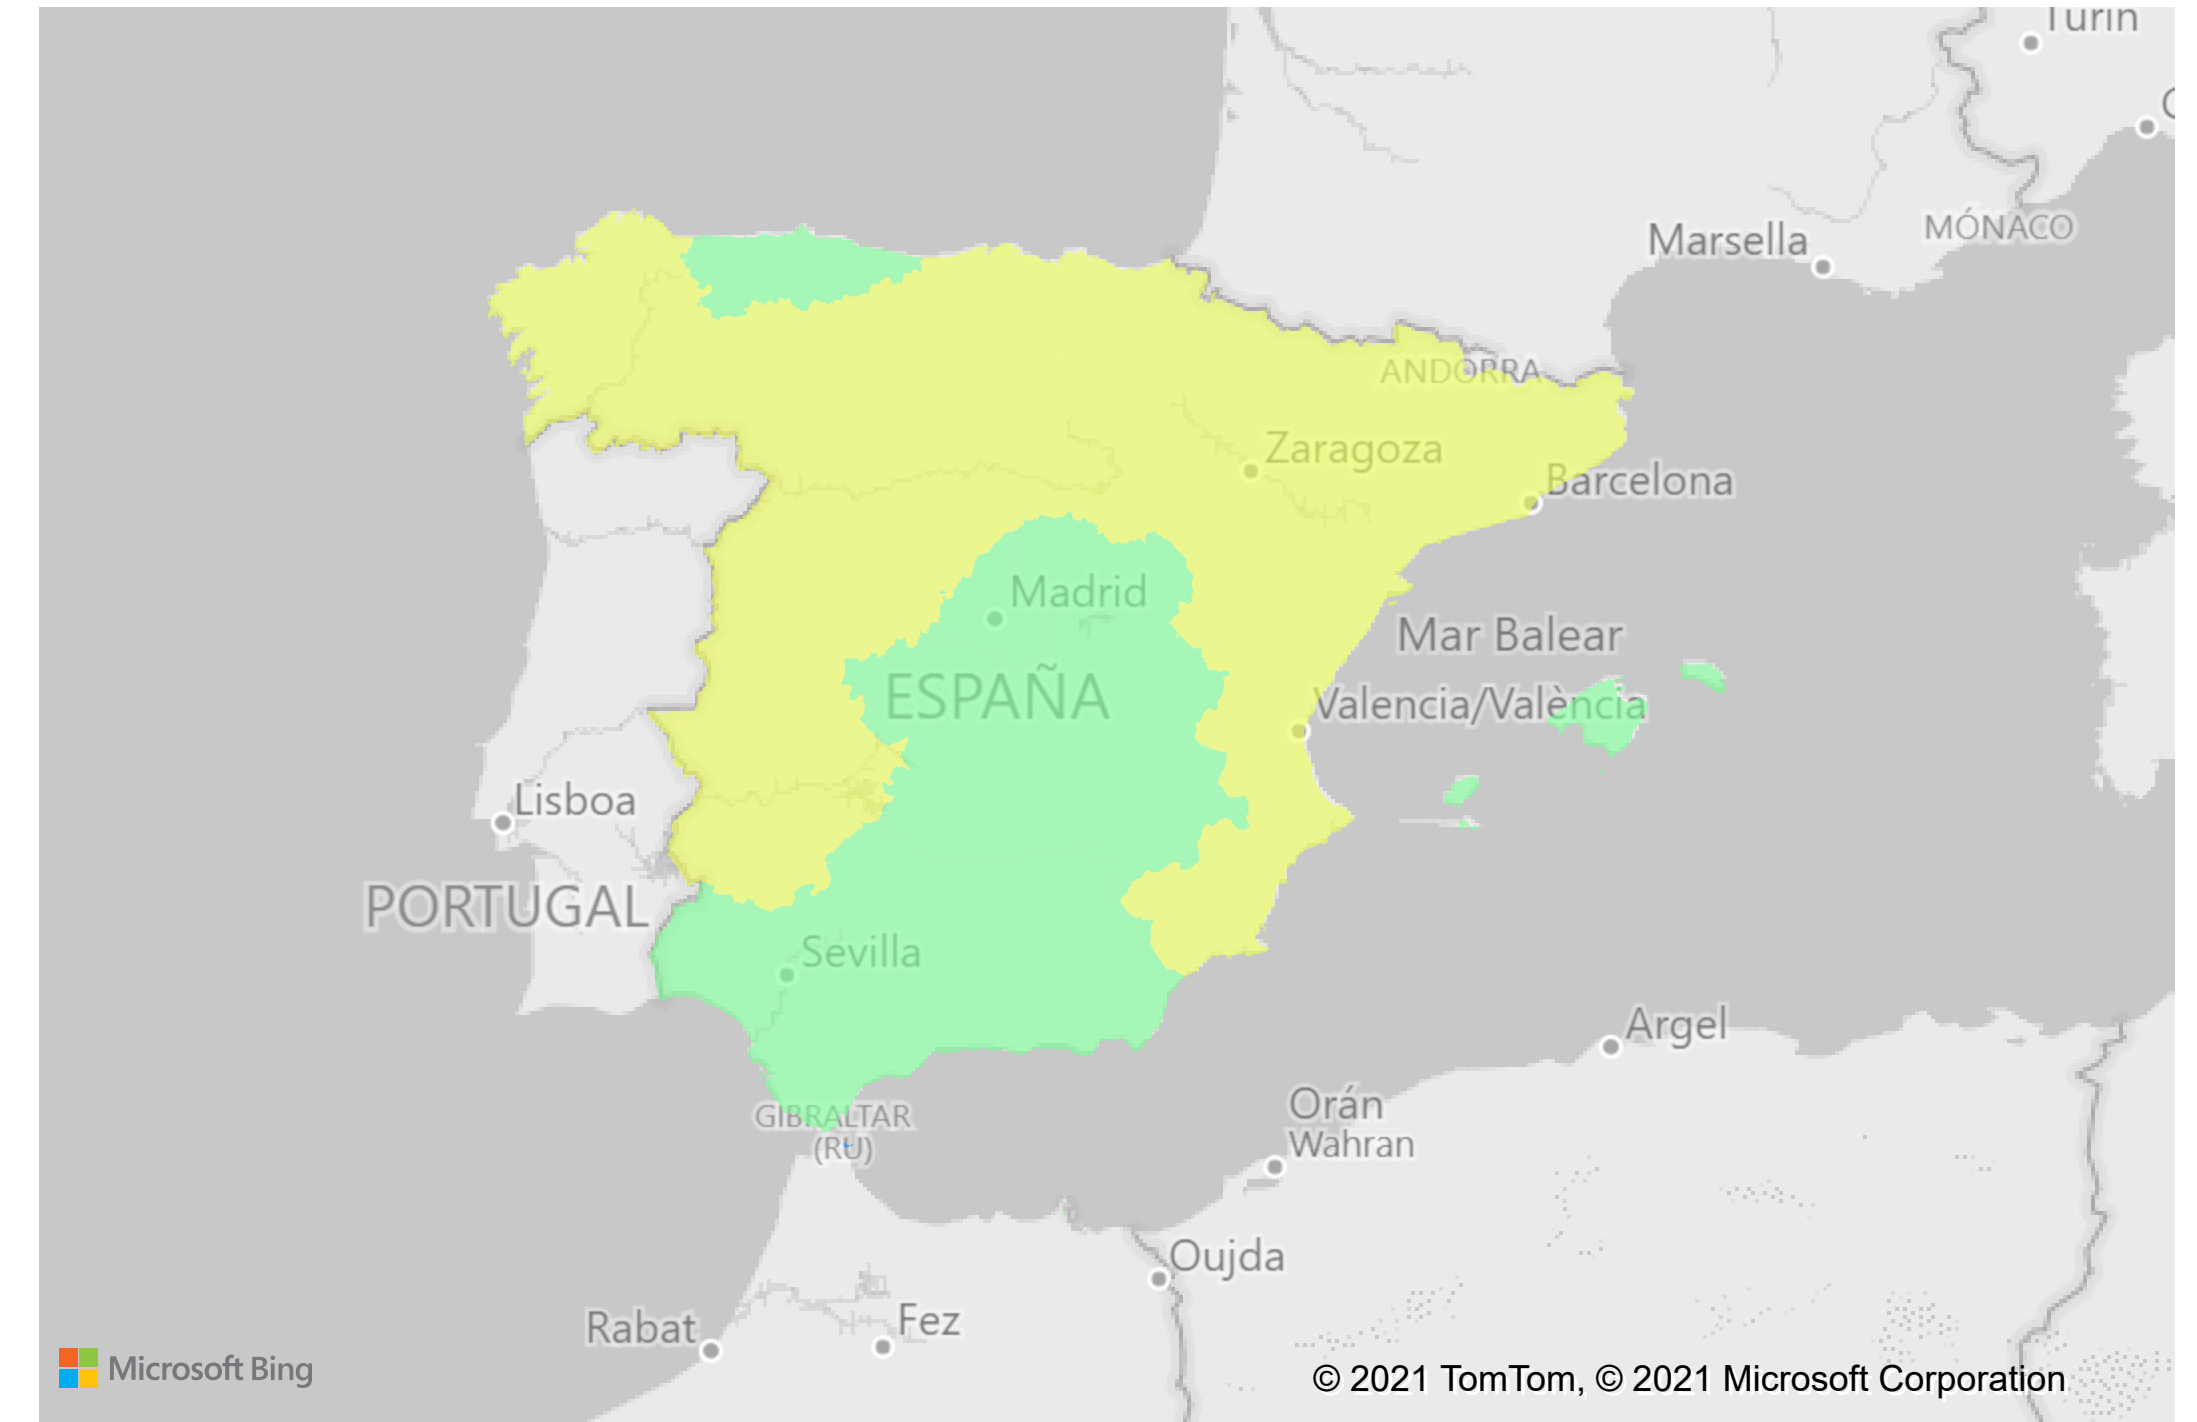 Turin
MÓNACO
Marsella
ANDORRA
Zaragoza
Barcelona
Madrid
Mar Balear
ESPAÑA
Valencia/València
Lisboa
PORTUGAL
Sevilla
Argel
GIBRALTAR
(RU)
Orán
Wahran
Oujda
Rabat
Fez
Microsoft Bing
© 2021 TomTom, © 2021 Microsoft Corporation